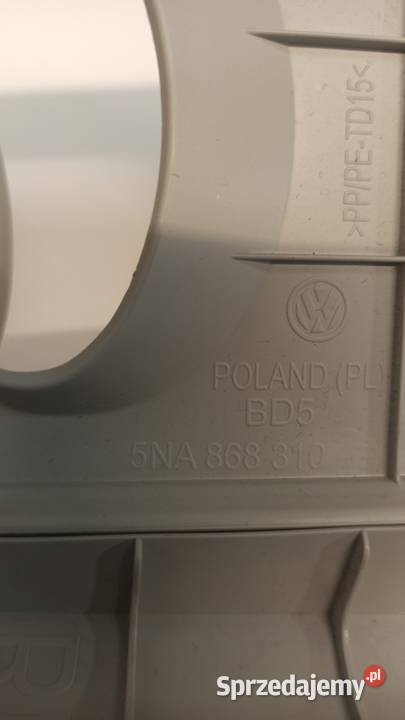 >PP/PE-TD15<
POLAND (PL)
BD5
5NA 868 310
Sprzedajemy.pl